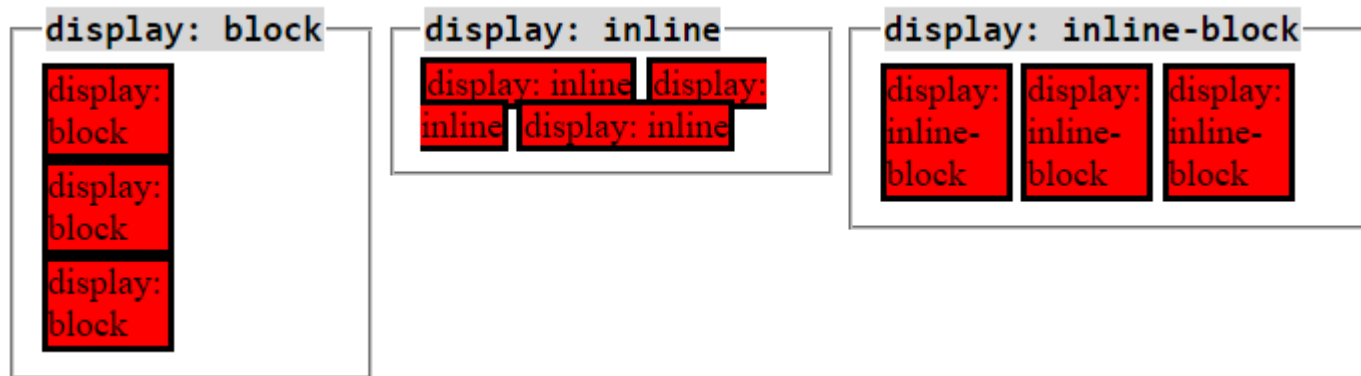 display: block
display:
block
display:
block
display:
block
display: inline
display: inline display:
inline display: inline
display: inline-block
display:
inline-
block
display:
inline-
block
display:
inline-
block